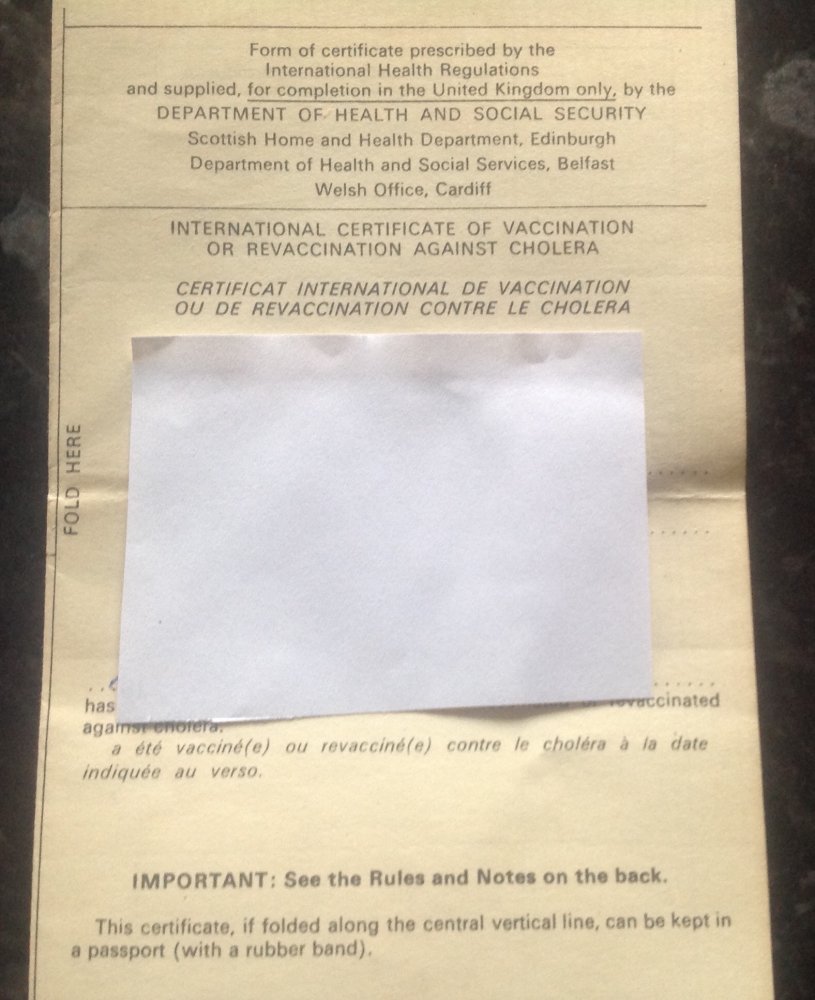 Form of certificate prescribed by the
International Health Regulations
and supplied, for completion in the United Kingdom only, by the
DEPARTMENT OF HEALTH AND SOCIAL SECURITY
Scottish Home and Health Department, Edinburgh
Department of Health and Social Services, Belfast
Welsh Office, Cardiff
INTERNATIONAL CERTIFICATE OF VACCINATION
OR REVACCINATION AGAINST CHOLERA
CERTIFICAT INTERNATIONAL DE VACCINATION
OU DE REVACCINATION CONTRE LE CHOLERA
FOLD HERE
has revaccinated
against cholera.
a été vacciné(e) ou revacciné(e) contre le choléra à la date
indiquée au verso.
IMPORTANT: See the Rules and Notes on the back.
This certificate, if folded along the central vertical line, can be kept in
a passport (with a rubber band).